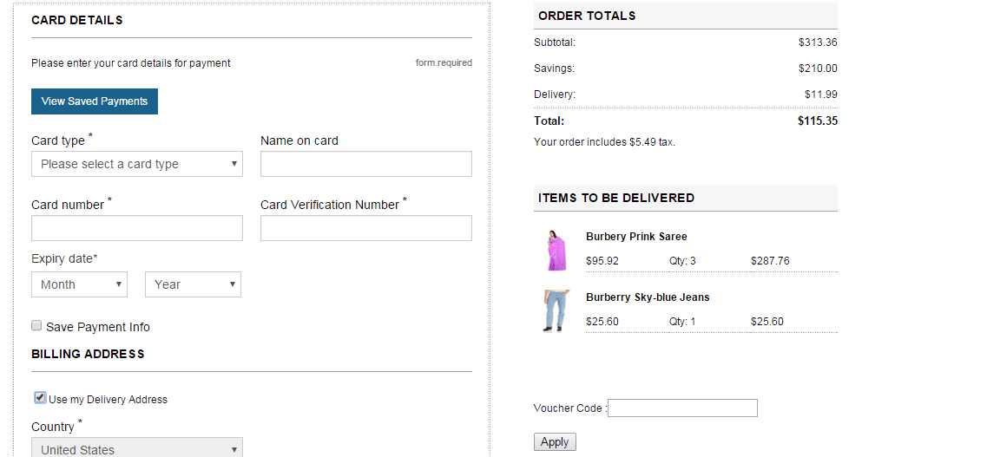 CARD DETAILS
Please enter your card details for payment
form.required
View Saved Payments
Card type *
Name on card
Please select a card type
Card number *
Card Verification Number *
Expiry date*
Month
Year
Save Payment Info
BILLING ADDRESS
Use my Delivery Address
Country *
United States
ORDER TOTALS
Subtotal: $313.36
Savings: $210.00
Delivery: $11.99
Total: $115.35
Your order includes $5.49 tax.
ITEMS TO BE DELIVERED
Burbery Prink Saree
$95.92 Qty: 3 $287.76
Burberry Sky-blue Jeans
$25.60 Qty: 1 $25.60
Voucher Code :
Apply